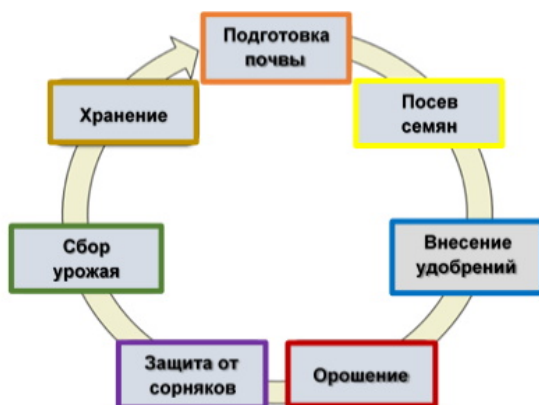 Подготовка
почвы
Посев
семян
Внесение
удобрений
Орошение
Защита от
сорняков
Сбор
урожая
Хранение